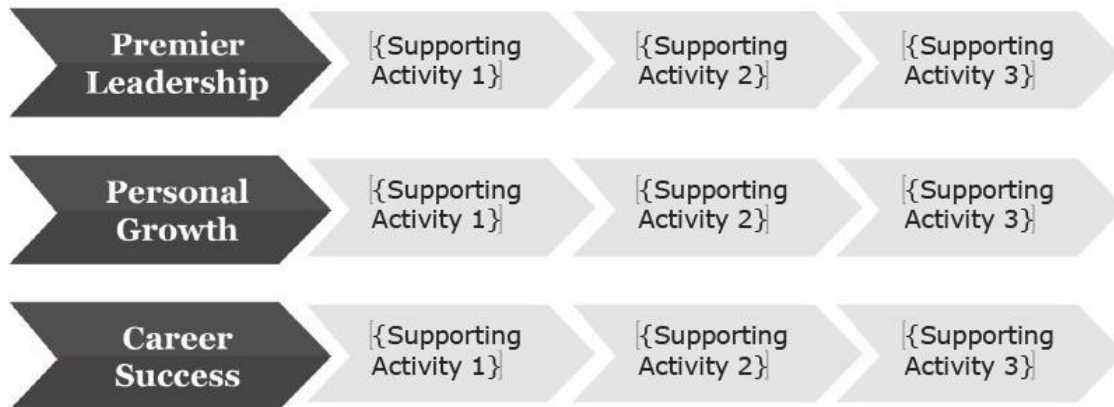 Premier
Leadership
[{Supporting
Activity 1}]
[{Supporting
Activity 2}]
[{Supporting
Activity 3}]
Personal
Growth
[{Supporting
Activity 1}]
[{Supporting
Activity 2}]
[{Supporting
Activity 3}]
Career
Success
[{Supporting
Activity 1}]
[{Supporting
Activity 2}]
[{Supporting
Activity 3}]